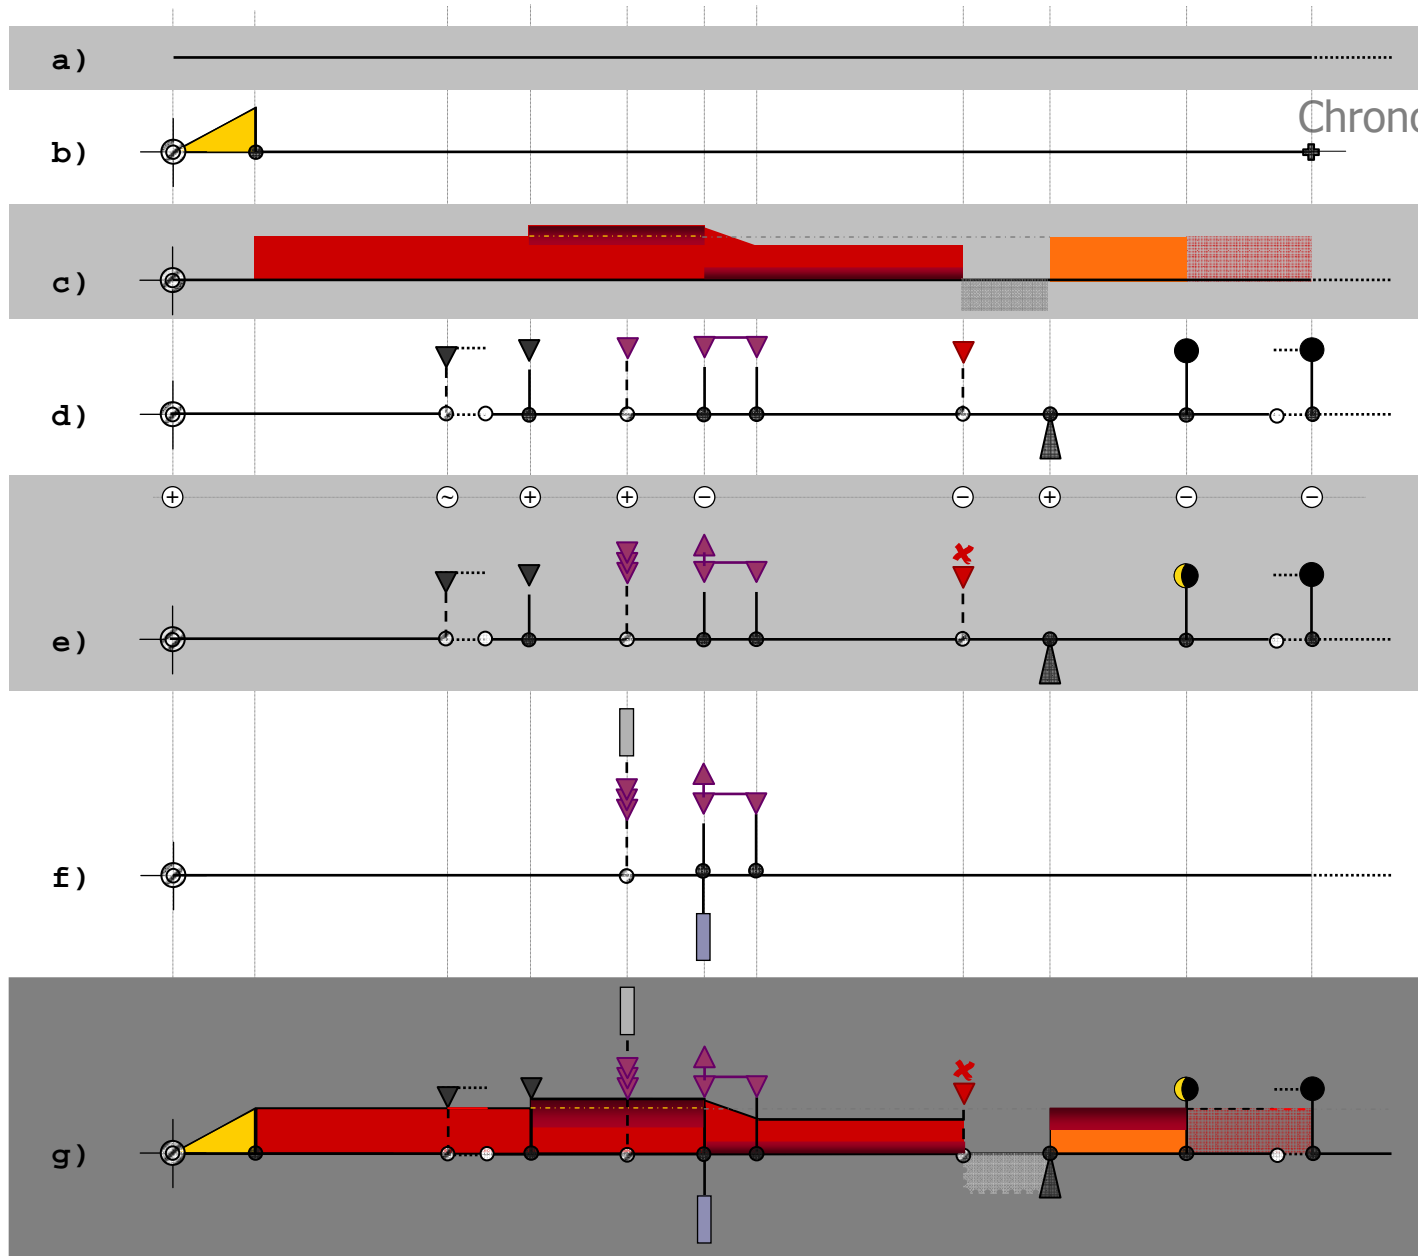 a)
Chrono
b)
c)
d)
+ ~ + + − − + − −
e)
f)
g)